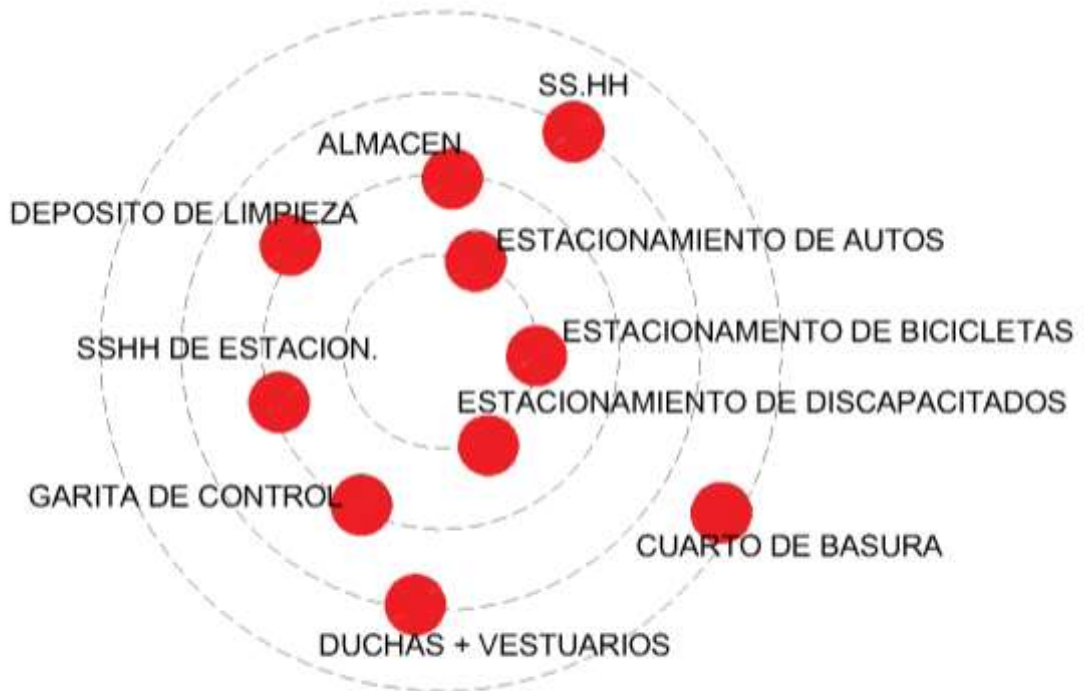 SS.HH
ALMACEN
DEPOSITO DE LIMPIEZA
ESTACIONAMIENTO DE AUTOS
ESTACIONAMENTO DE BICICLETAS
SSHH DE ESTACION.
ESTACIONAMIENTO DE DISCAPACITADOS
GARITA DE CONTROL
CUARTO DE BASURA
DUCHAS + VESTUARIOS